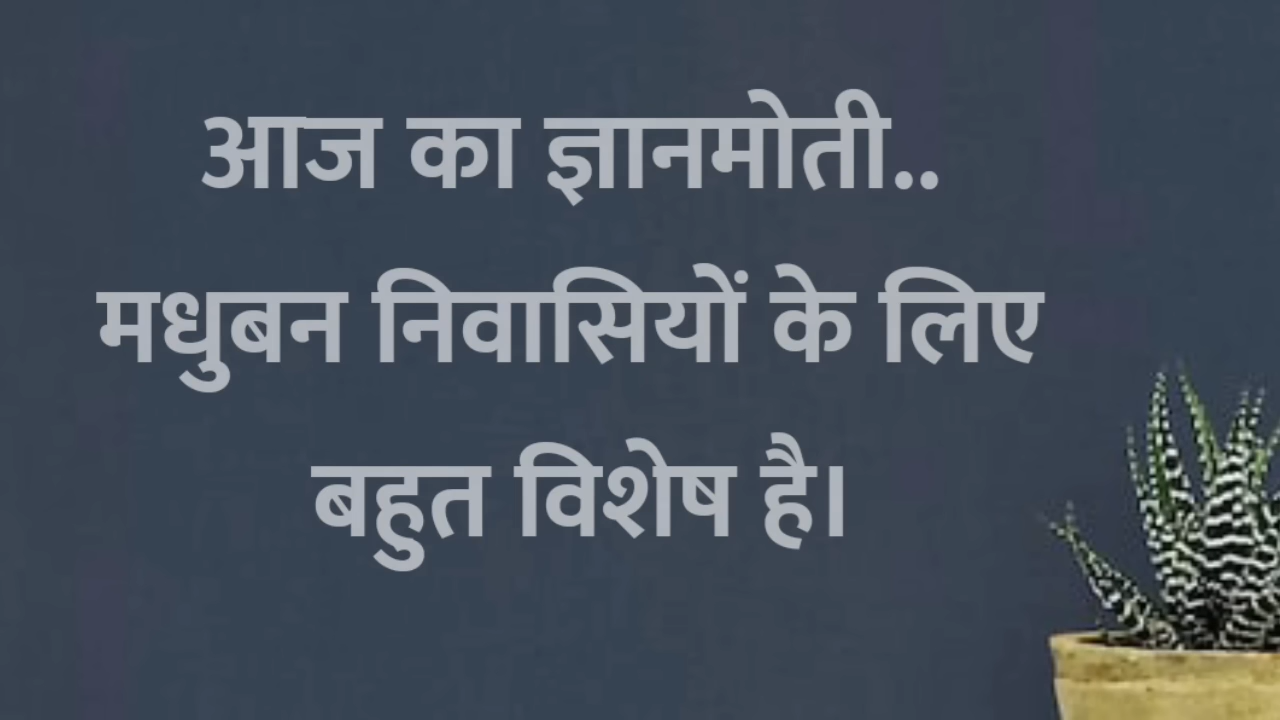 आज का ज्ञानमोती..
मधुबन निवासियों के लिए
बहुत विशेष है।